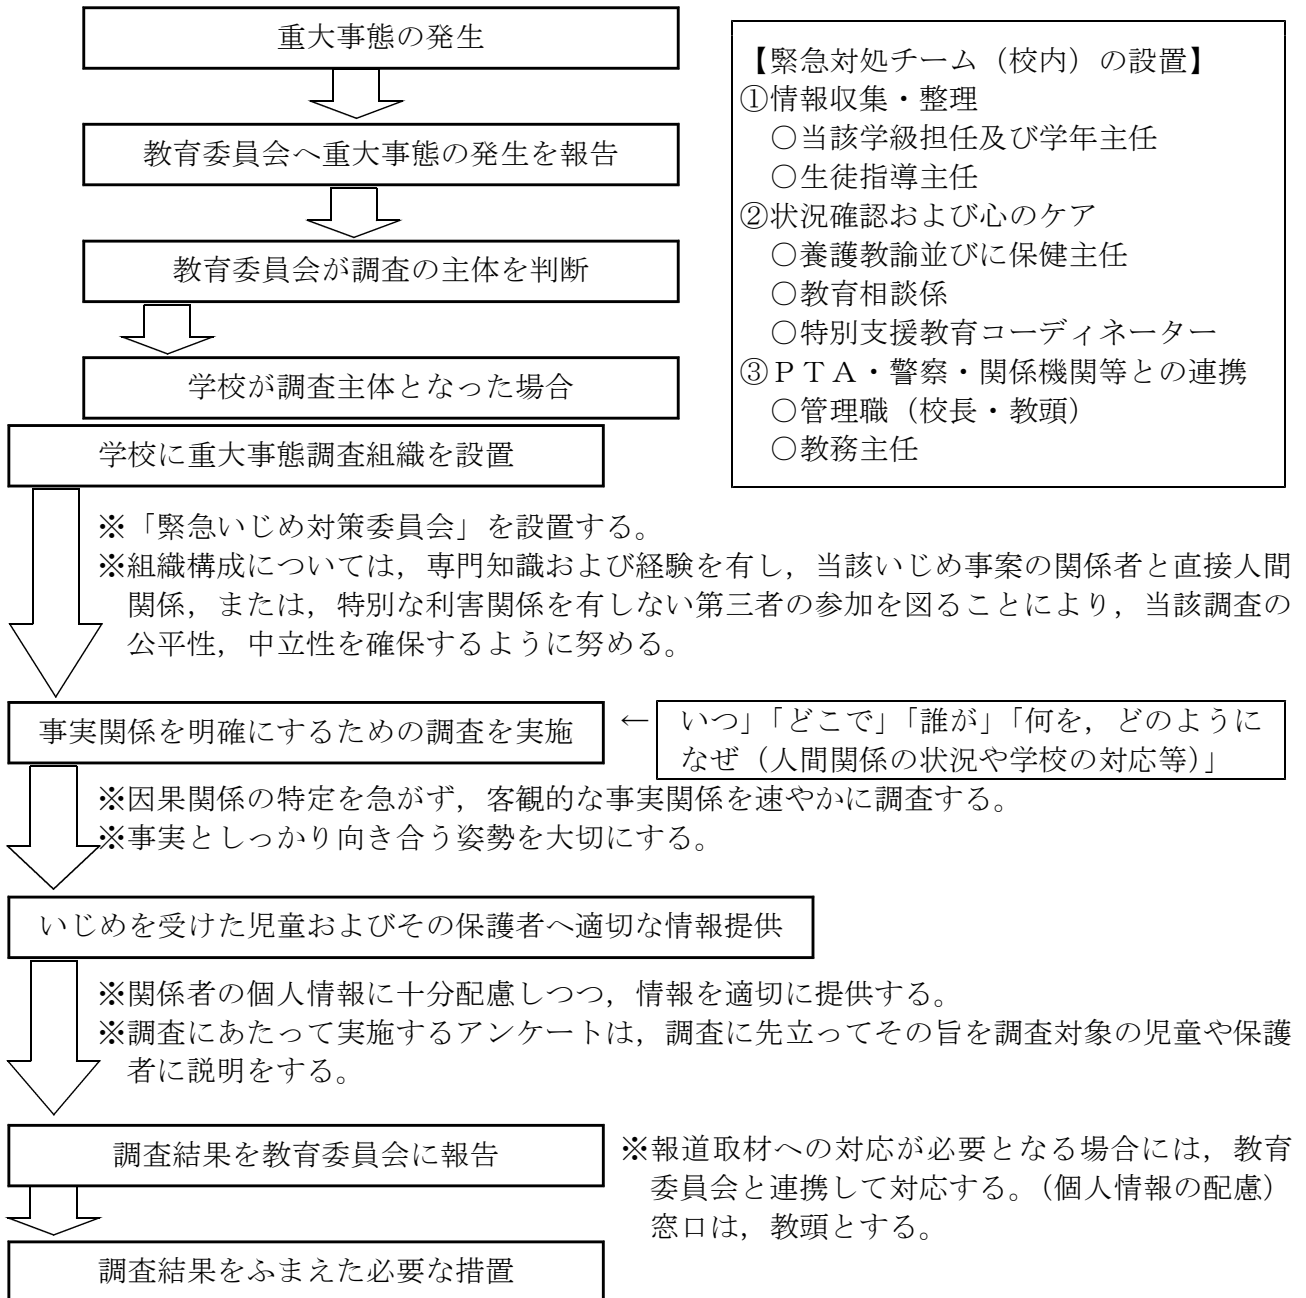 重大事態の発生
教育委員会へ重大事態の発生を報告
教育委員会が調査の主体を判断
学校が調査主体となった場合
【緊急対処チーム（校内）の設置】
①情報収集・整理
○当該学級担任及び学年主任
○生徒指導主任
②状況確認および心のケア
○養護教諭並びに保健主任
○教育相談係
○特別支援教育コーディネーター
③ＰＴＡ・警察・関係機関等との連携
○管理職（校長・教頭）
○教務主任
学校に重大事態調査組織を設置
※「緊急いじめ対策委員会」を設置する。
※組織構成については，専門知識および経験を有し，当該いじめ事案の関係者と直接人間
関係，または，特別な利害関係を有しない第三者の参加を図ることにより，当該調査の
公平性，中立性を確保するように努める。
事実関係を明確にするための調査を実施
←
いつ」「どこで」「誰が」「何を，どのように
なぜ（人間関係の状況や学校の対応等）」
※因果関係の特定を急がず，客観的な事実関係を速やかに調査する。
※事実としっかり向き合う姿勢を大切にする。
いじめを受けた児童およびその保護者へ適切な情報提供
※関係者の個人情報に十分配慮しつつ，情報を適切に提供する。
※調査にあたって実施するアンケートは，調査に先立ってその旨を調査対象の児童や保護
者に説明をする。
調査結果を教育委員会に報告
※報道取材への対応が必要となる場合には，教育
委員会と連携して対応する。（個人情報の配慮）
窓口は，教頭とする。
調査結果をふまえた必要な措置